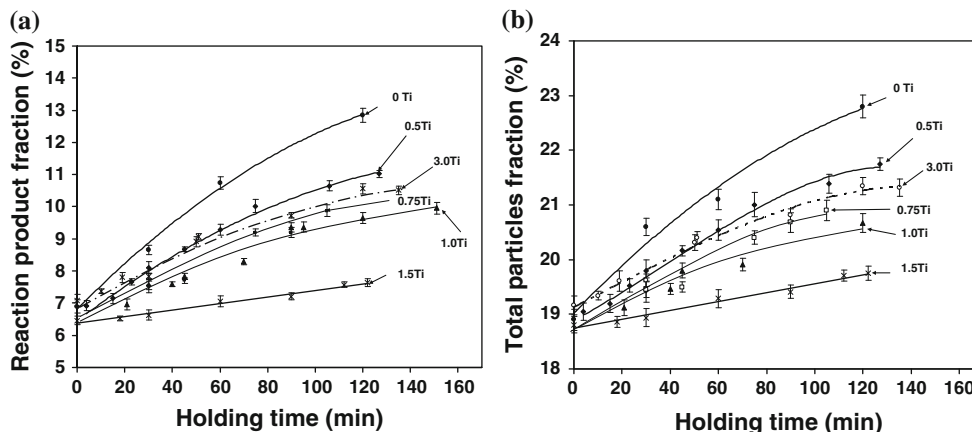 (a)
Reaction product fraction (%)
15
14
13
12
11
10
9
8
7
6
5
0 Ti
0.5Ti
3.0Ti
0.75Ti
1.0Ti
1.5Ti
0 20 40 60 80 100 120 140 160
Holding time (min)
(b)
Total particles fraction (%)
24
23
22
21
20
19
18
0 Ti
0.5Ti
3.0Ti
0.75Ti
1.0Ti
1.5Ti
0 20 40 60 80 100 120 140 160
Holding time (min)